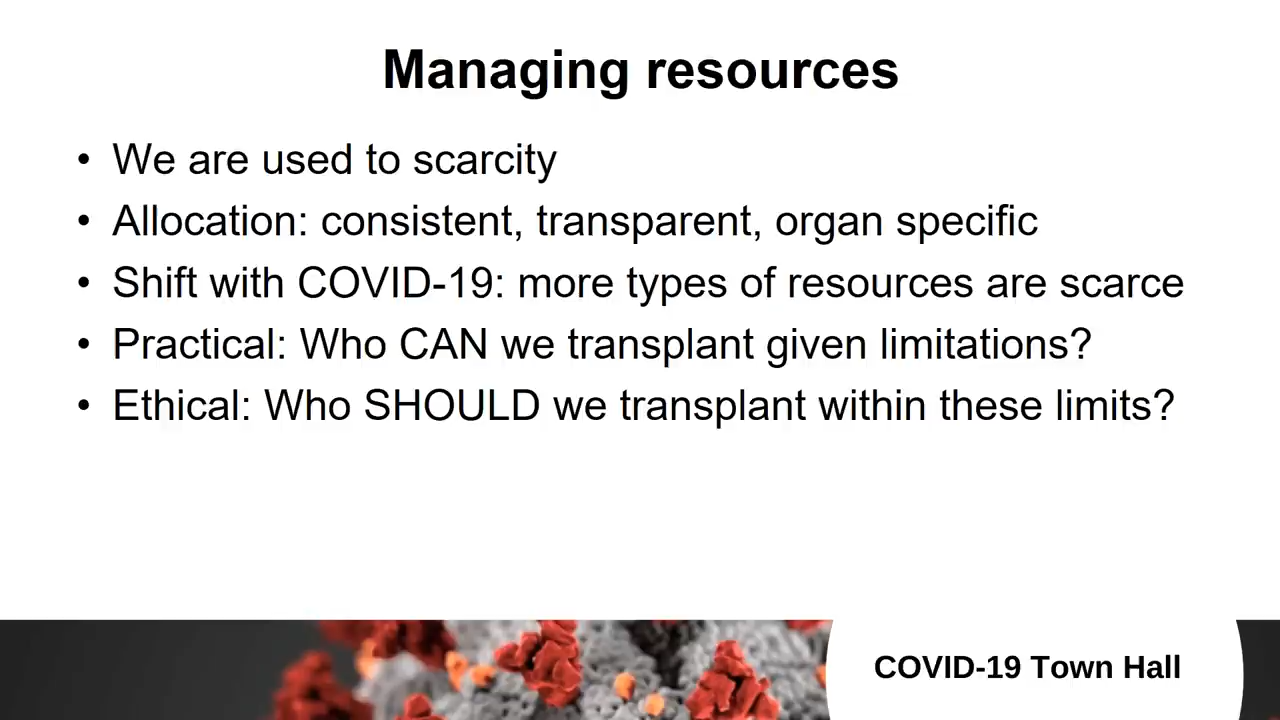 Managing resources
• We are used to scarcity
• Allocation: consistent, transparent, organ specific
• Shift with COVID-19: more types of resources are scarce
• Practical: Who CAN we transplant given limitations?
• Ethical: Who SHOULD we transplant within these limits?
COVID-19 Town Hall